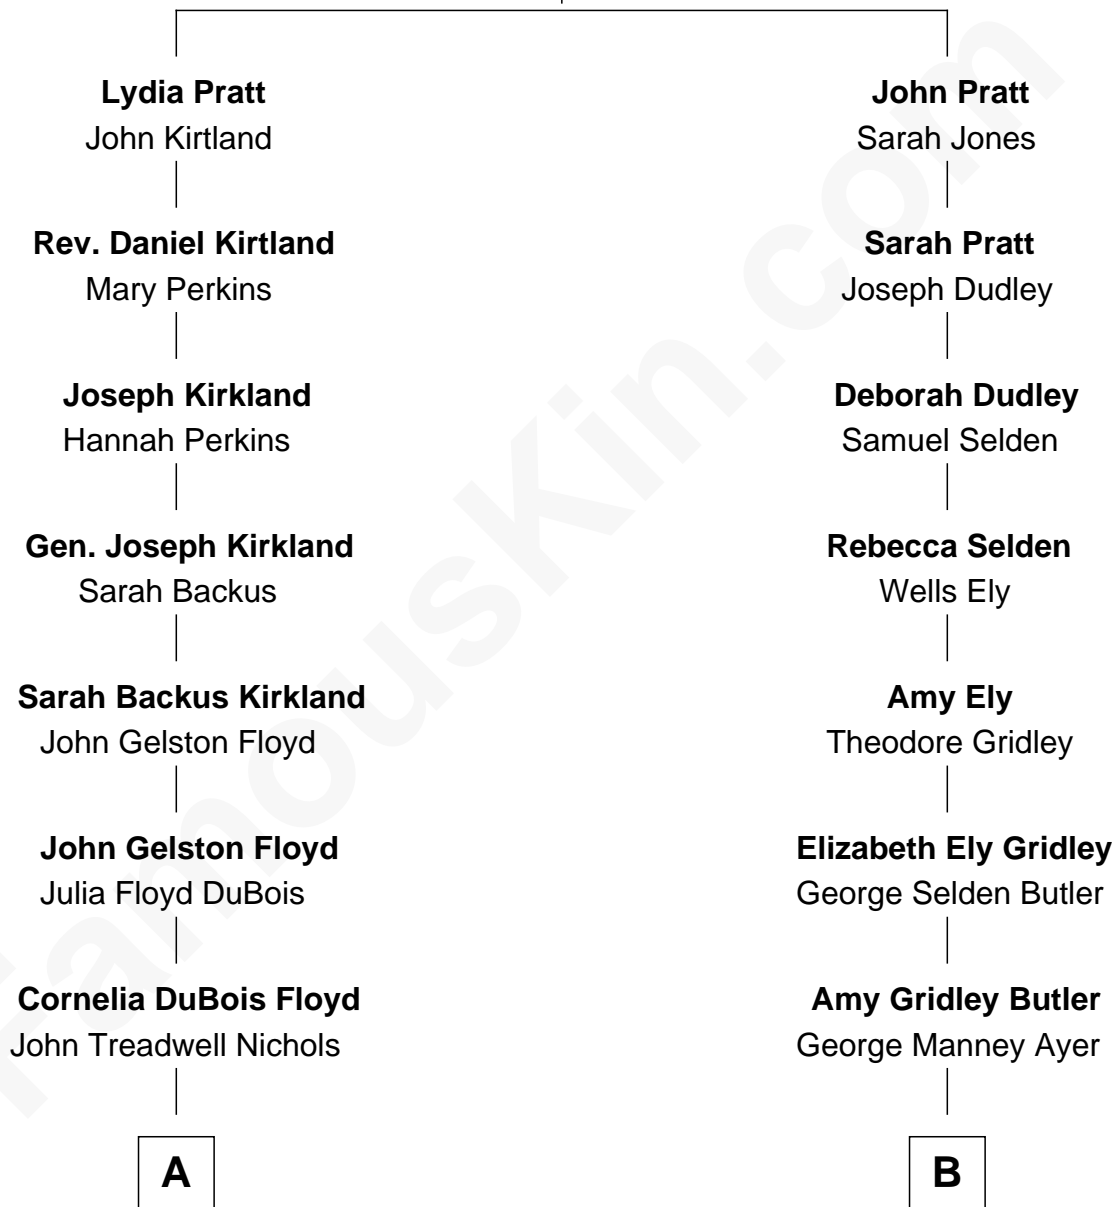 Lydia Pratt
John Kirtland
Rev. Daniel Kirtland
Mary Perkins
Joseph Kirkland
Hannah Perkins
Gen. Joseph Kirkland
Sarah Backus
Sarah Backus Kirkland
John Gelston Floyd
John Gelston Floyd
Julia Floyd DuBois
Cornelia DuBois Floyd
John Treadwell Nichols
A
John Pratt
Sarah Jones
Sarah Pratt
Joseph Dudley
Deborah Dudley
Samuel Selden
Rebecca Selden
Wells Ely
Amy Ely
Theodore Gridley
Elizabeth Ely Gridley
George Selden Butler
Amy Gridley Butler
George Manney Ayer
B
FamousKin.com